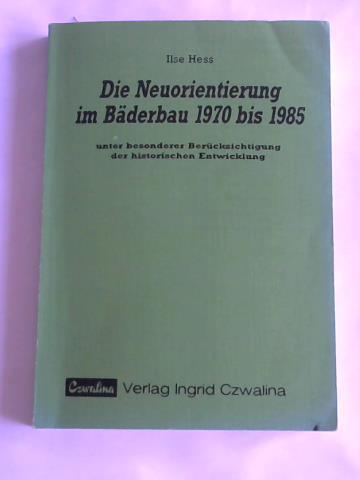 Ilse Hess
Die Neuorientierung
im Bäderbau 1970 bis 1985
unter besonderer Berücksichtigung
der historischen Entwicklung
Czwalina Verlag Ingrid Czwalina